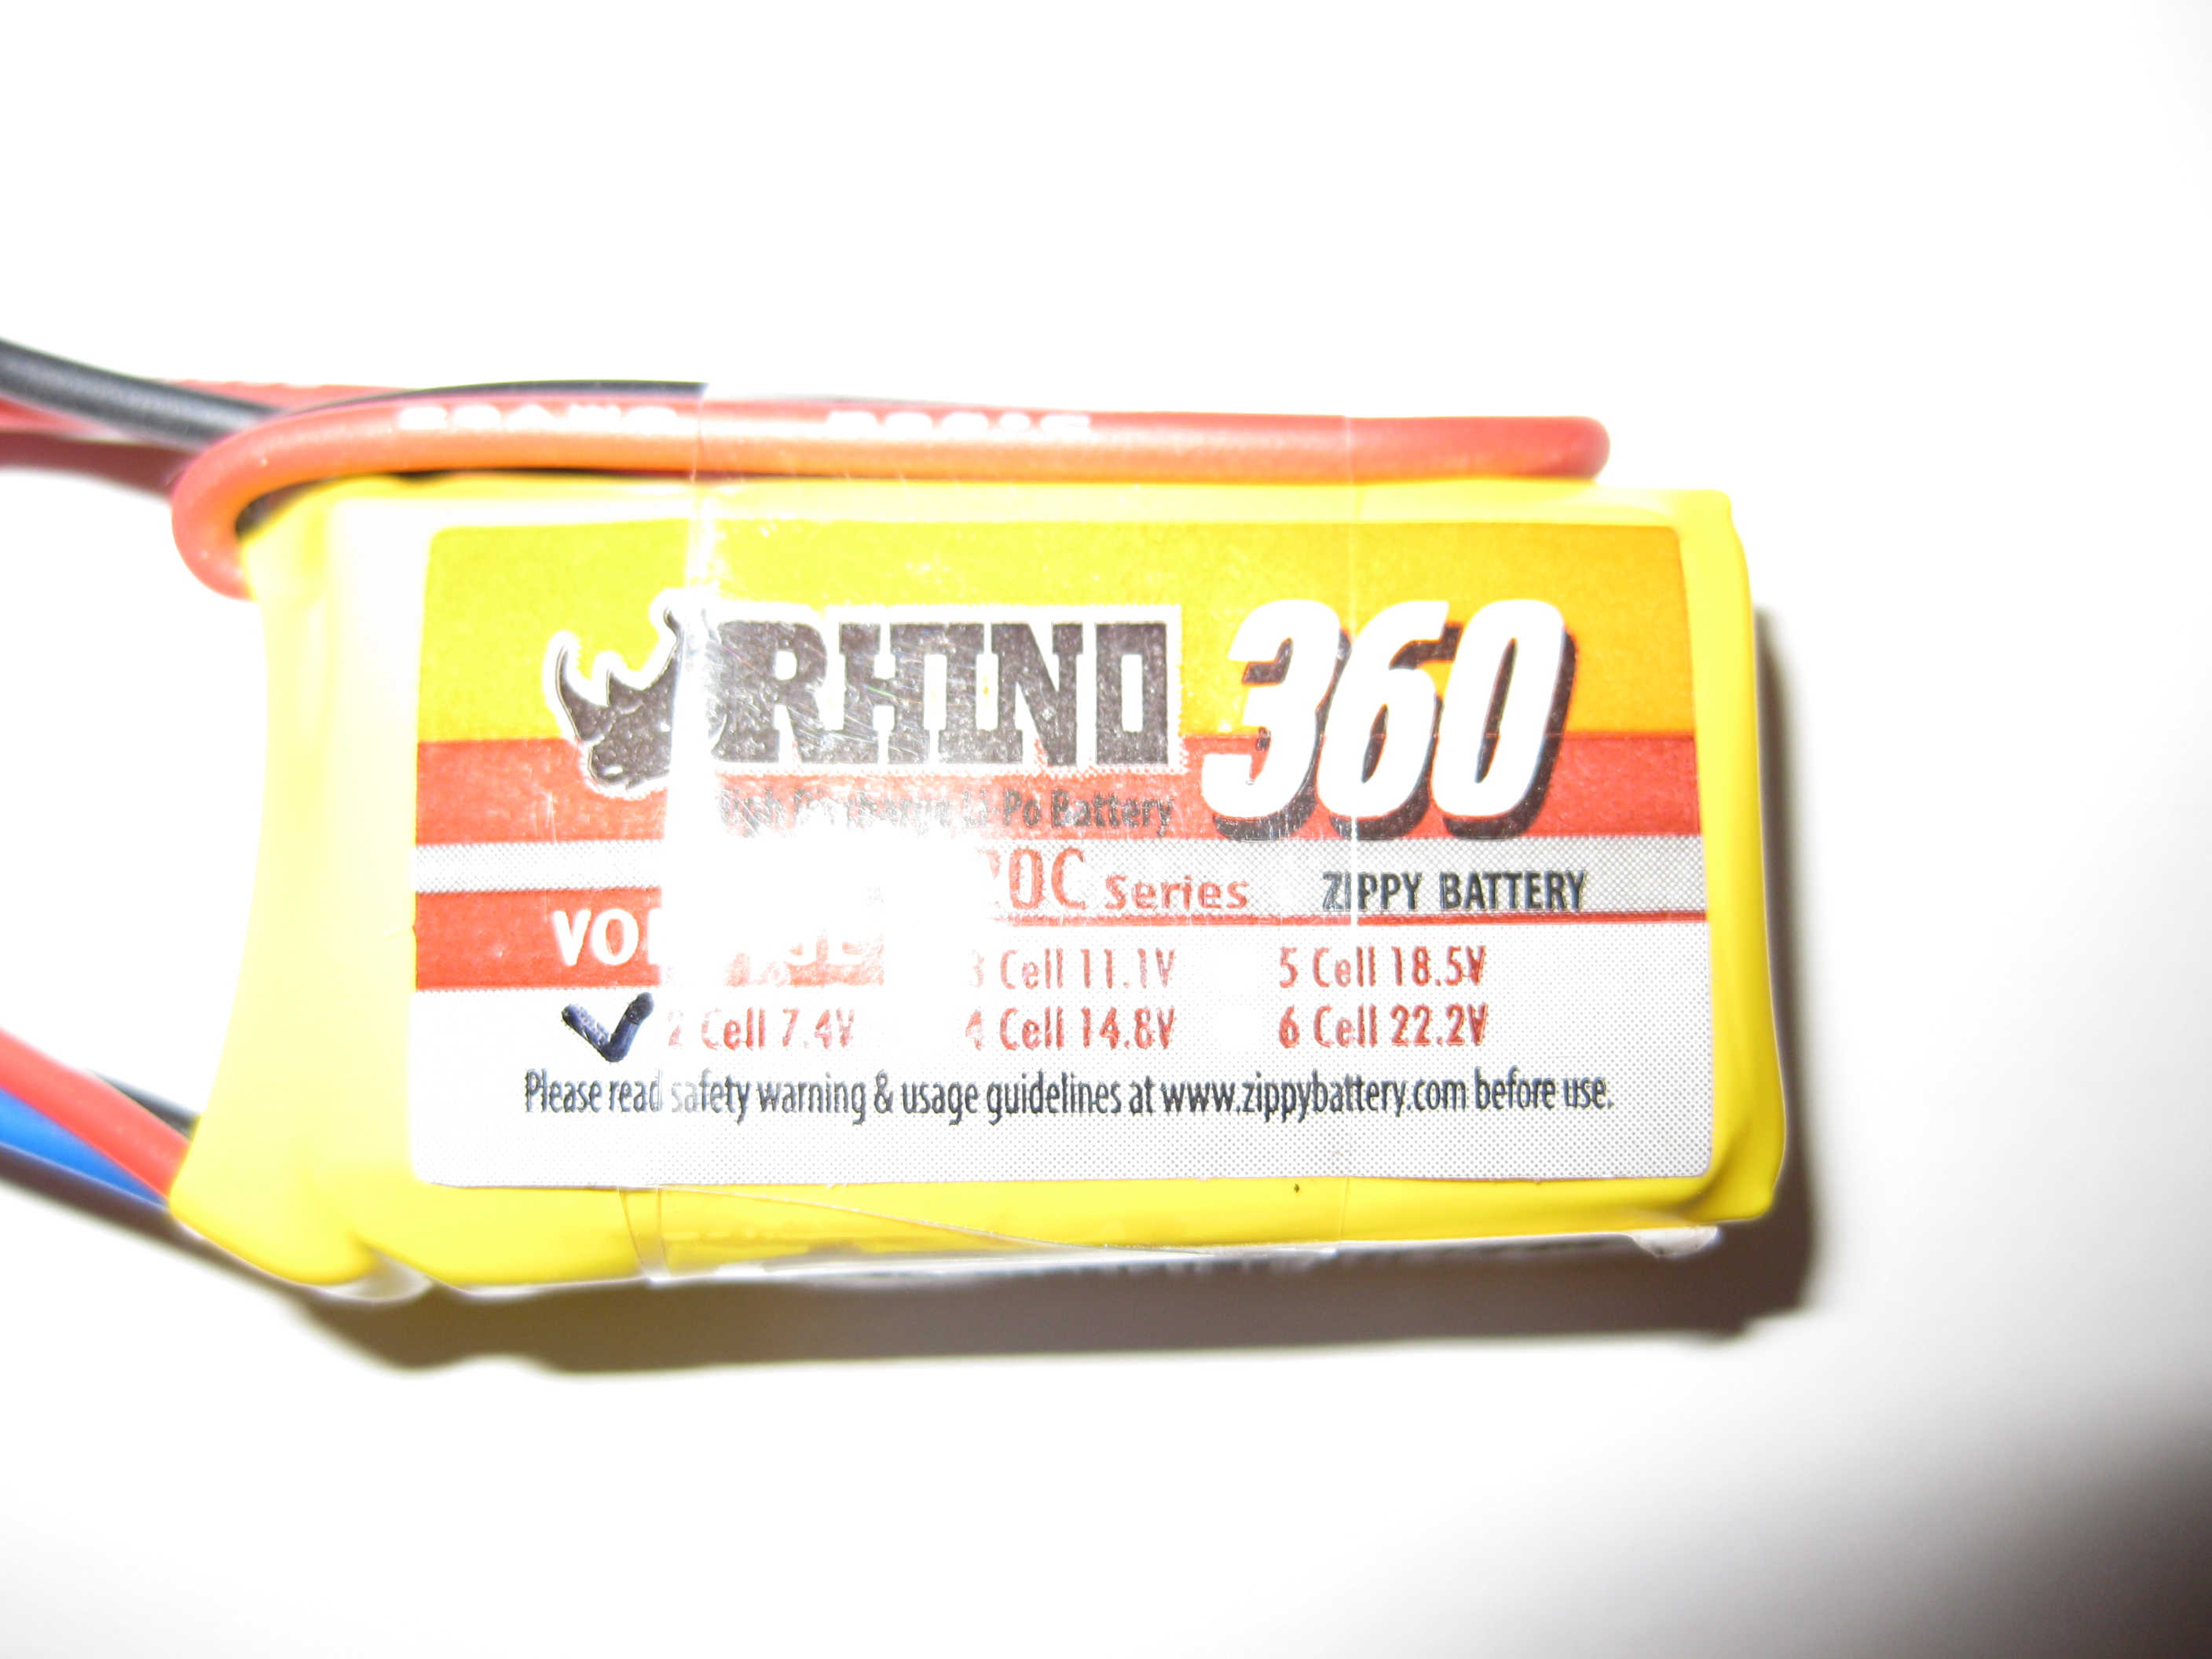 RHINO 360
Li-Po Battery
Series ZIPPY BATTERY
3 Cell 11.1V 5 Cell 18.5V
2 Cell 7.4V 4 Cell 14.8V 6 Cell 22.2V
Please read safety warning & usage guidelines at www.zippybattery.com before use.